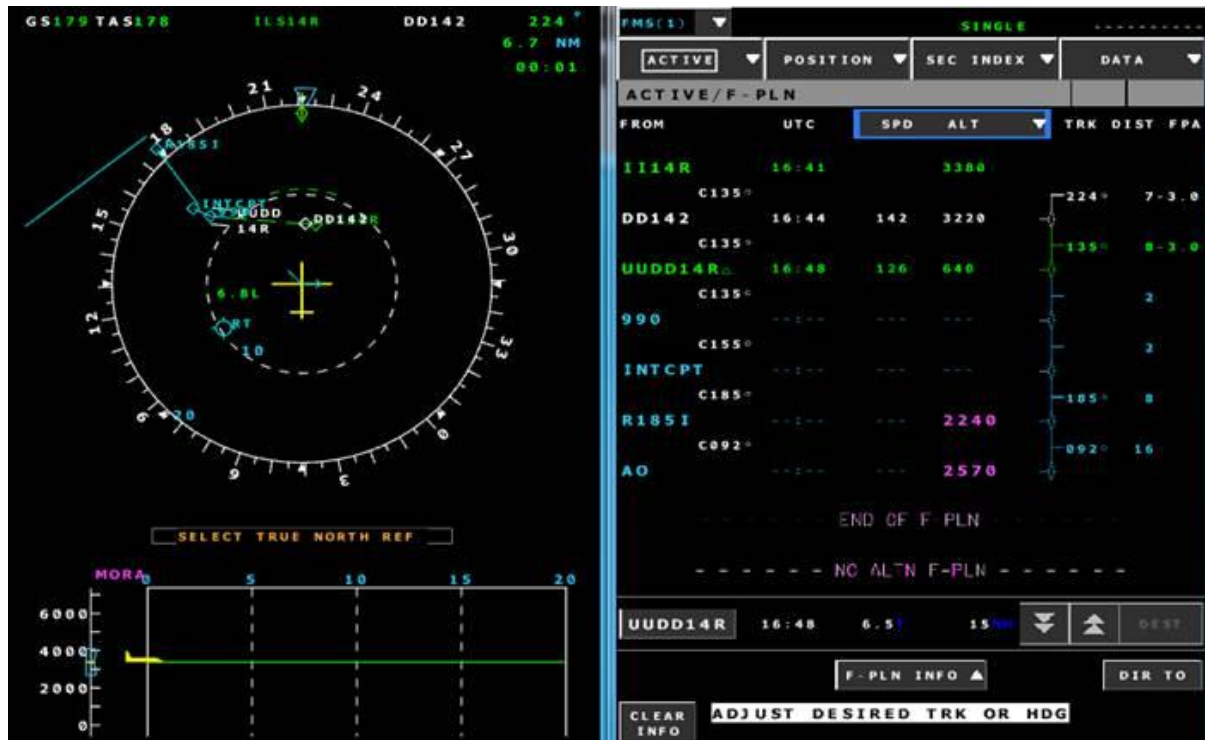 GS179 TAS178 ILS14R DD142 224°
6.7 NM
00:01
21 24
18 27
A185I
INTCPT
UUDD
14R
DD142R
15 30
6.8L
12 33
RT
10
20
9 0
6 3
SELECT TRUE NORTH REF
MORA
0 5 10 15 20
6000
4000
2000
0
FMS(1) SINGLE ----------
ACTIVE POSITION SEC INDEX DATA
ACTIVE/F-PLN
FROM UTC SPD ALT TRK DIST FPA
II14R 16:41 3380
C135° 224° 7-3.0
DD142 16:44 142 3220
C135° 135° 8-3.0
UUDD14R 16:48 126 640
C135° 2
990 --:-- --- ---
C155° 2
INTCPT --:-- --- ---
C185° 185° 8
R185I --:-- --- 2240
C092° 092° 16
AO --:-- --- 2570
END OF F-PLN
- - - - - - NO ALTN F-PLN - - - - - -
UUDD14R 16:48 6.5T 15NM DEST
F-PLN INFO DIR TO
CLEAR
INFO
ADJUST DESIRED TRK OR HDG